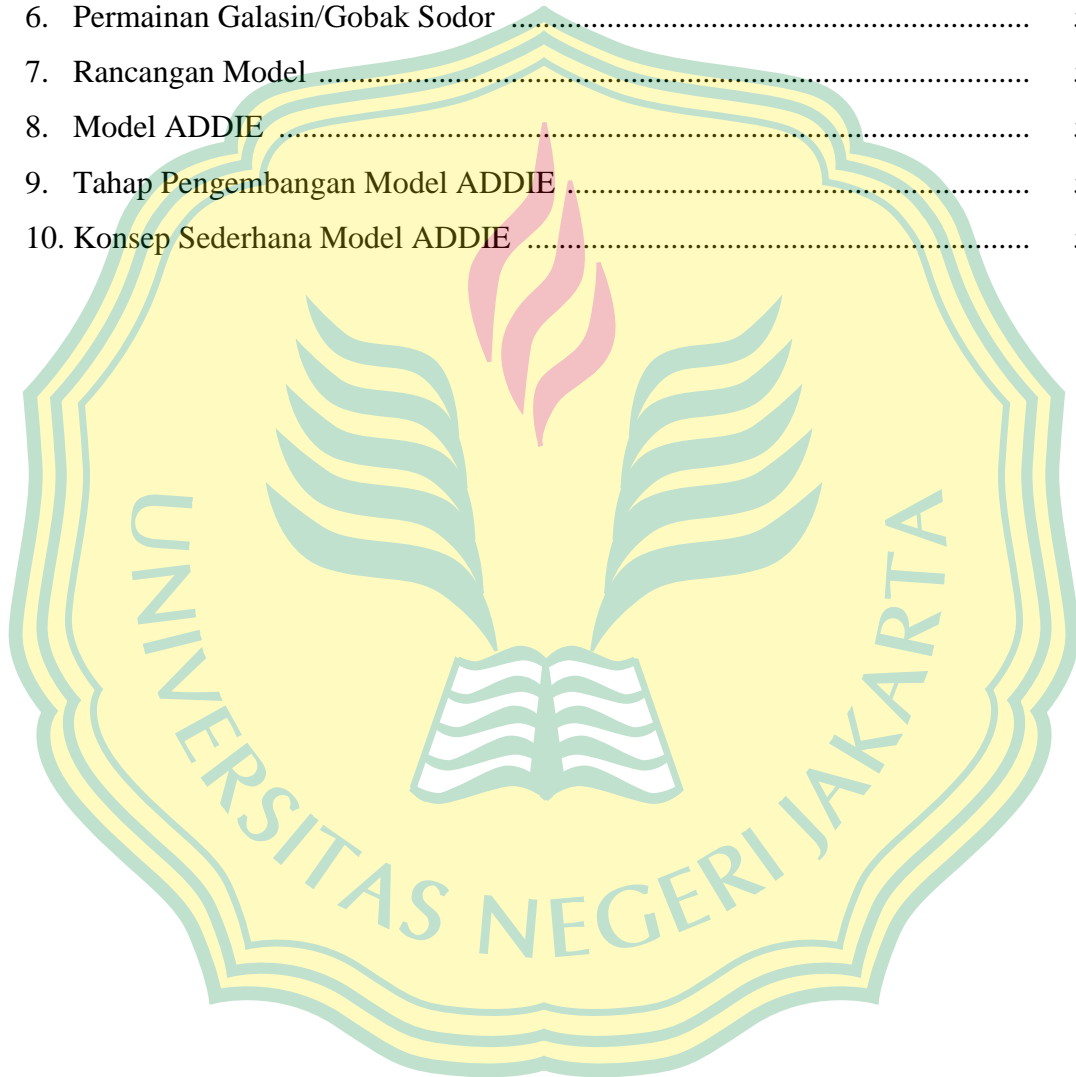 6. Permainan Galasin/Gobak Sodor ................................................................
7. Rancangan Model ................................................................
8. Model ADDIE ................................................................
9. Tahap Pengembangan Model ADDIE ................................................................
10. Konsep Sederhana Model ADDIE ................................................................
UNIVERSITAS NEGERI JAKARTA